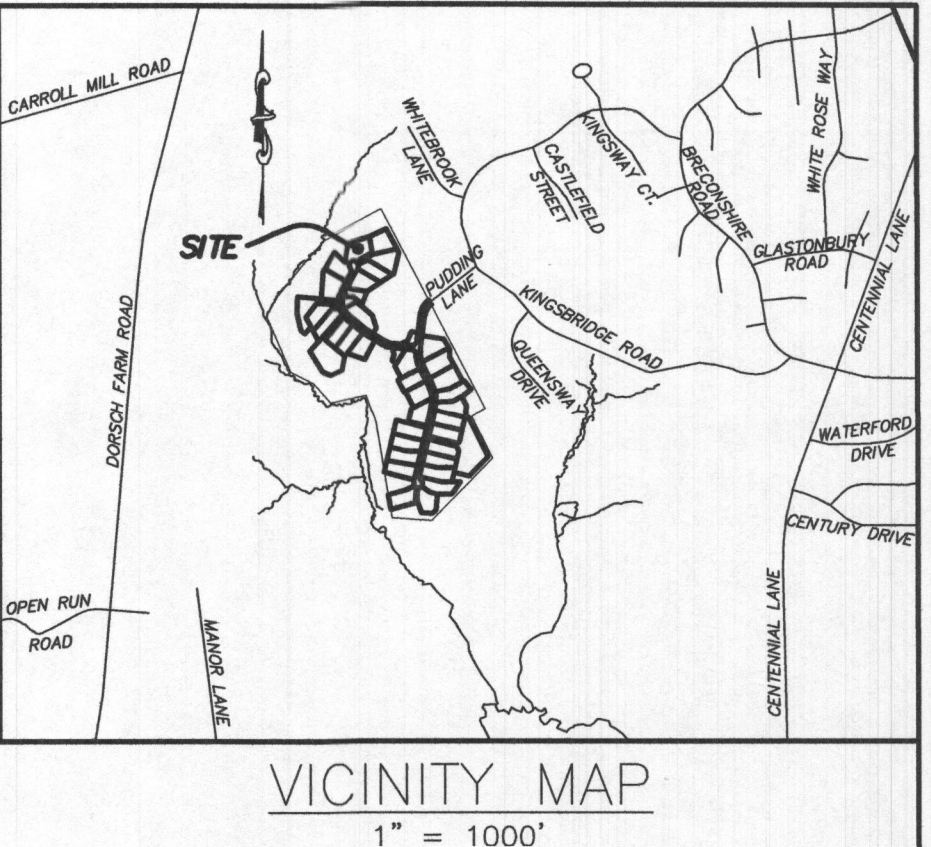 CARROLL MILL ROAD
WHITEBROOK
LANE
KINGSWAY CT.
CASTLEFIELD
STREET
BRECONSHIRE
ROAD
WHITE ROSE WAY
SITE
PUDDING
LANE
GLASTONBURY
ROAD
CENTENNIAL LANE
KINGSBRIDGE ROAD
QUEENSWAY
DRIVE
DORSCH FARM ROAD
WATERFORD
DRIVE
CENTURY DRIVE
OPEN RUN
ROAD
MANOR LANE
CENTENNIAL LANE
VICINITY MAP
1" = 1000'